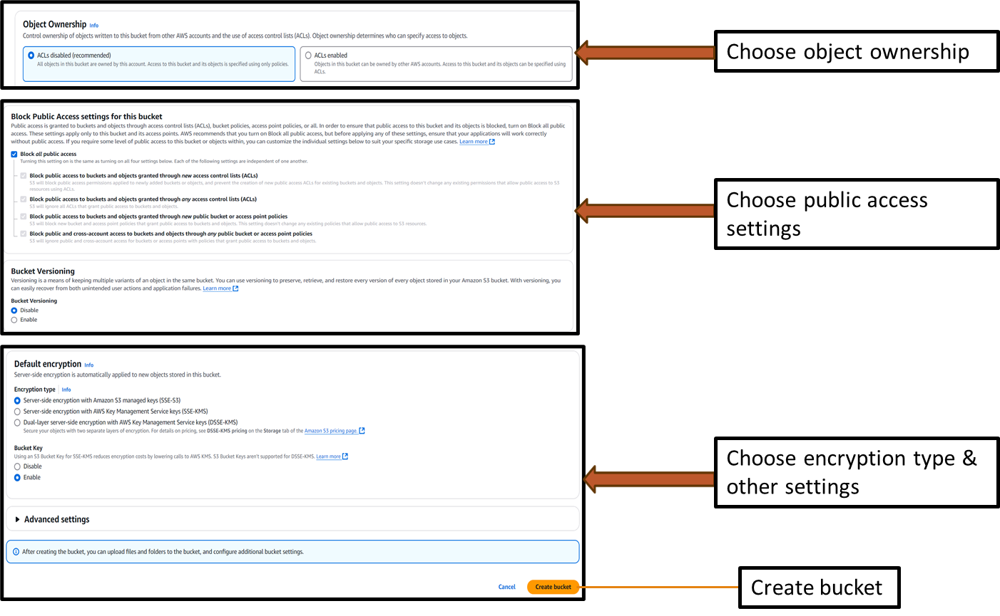 Object Ownership Info
Control ownership of objects written to this bucket from other AWS accounts and the use of access control lists (ACLs). Object ownership determines who can specify access to objects.
ACLs disabled (recommended)
All objects in this bucket are owned by this account. Access to this bucket and its objects is specified using only policies.
ACLs enabled
Objects in this bucket can be owned by other AWS accounts. Access to this bucket and its objects can be specified using
ACLs.
Choose object ownership
Block Public Access settings for this bucket
Public access is granted to buckets and objects through access control lists (ACLs), bucket policies, access point policies, or all. In order to ensure that public access to this bucket and its objects is blocked, turn on Block all public
access. These settings apply only to this bucket and its access points. AWS recommends that you turn on Block all public access, but before applying any of these settings, ensure that your applications will work correctly
without public access. If you require some level of public access to this bucket or objects within, you can customize the individual settings below to suit your specific storage use cases. Learn more
Block all public access
Turning this setting on is the same as turning on all four settings below. Each of the following settings are independent of one another.
Block public access to buckets and objects granted through new access control lists (ACLs)
S3 will block public access permissions applied to newly added buckets or objects, and prevent the creation of new public access ACLs for existing buckets and objects. This setting doesn't change any existing permissions that allow public access to S3
resources using ACLs.
Block public access to buckets and objects granted through any access control lists (ACLs)
S3 will ignore all ACLs that grant public access to buckets and objects.
Block public access to buckets and objects granted through new public bucket or access point policies
S3 will block new bucket and access point policies that grant public access to buckets and objects. This setting doesn't change any existing policies that allow public access to S3 resources.
Block public and cross-account access to buckets and objects through any public bucket or access point policies
S3 will ignore public and cross-account access for buckets or access points with policies that grant public access to buckets and objects.
Choose public access
settings
Bucket Versioning
Versioning is a means of keeping multiple variants of an object in the same bucket. You can use versioning to preserve, retrieve, and restore every version of every object stored in your Amazon S3 bucket. With versioning, you
can easily recover from both unintended user actions and application failures. Learn more
Bucket Versioning
Disable
Enable
Default encryption Info
Server-side encryption is automatically applied to new objects stored in this bucket.
Encryption type Info
Server-side encryption with Amazon S3 managed keys (SSE-S3)
Server-side encryption with AWS Key Management Service keys (SSE-KMS)
Dual-layer server-side encryption with AWS Key Management Service keys (DSSE-KMS)
Secure your objects with two separate layers of encryption. For details on pricing, see DSSE-KMS pricing on the Storage tab of the Amazon S3 pricing page.
Bucket Key
Using an S3 Bucket Key for SSE-KMS reduces encryption costs by lowering calls to AWS KMS. S3 Bucket Keys aren't supported for DSSE-KMS. Learn more
Disable
Enable
Choose encryption type &
other settings
Advanced settings
After creating the bucket, you can upload files and folders to the bucket, and configure additional bucket settings.
Cancel
Create bucket
Create bucket